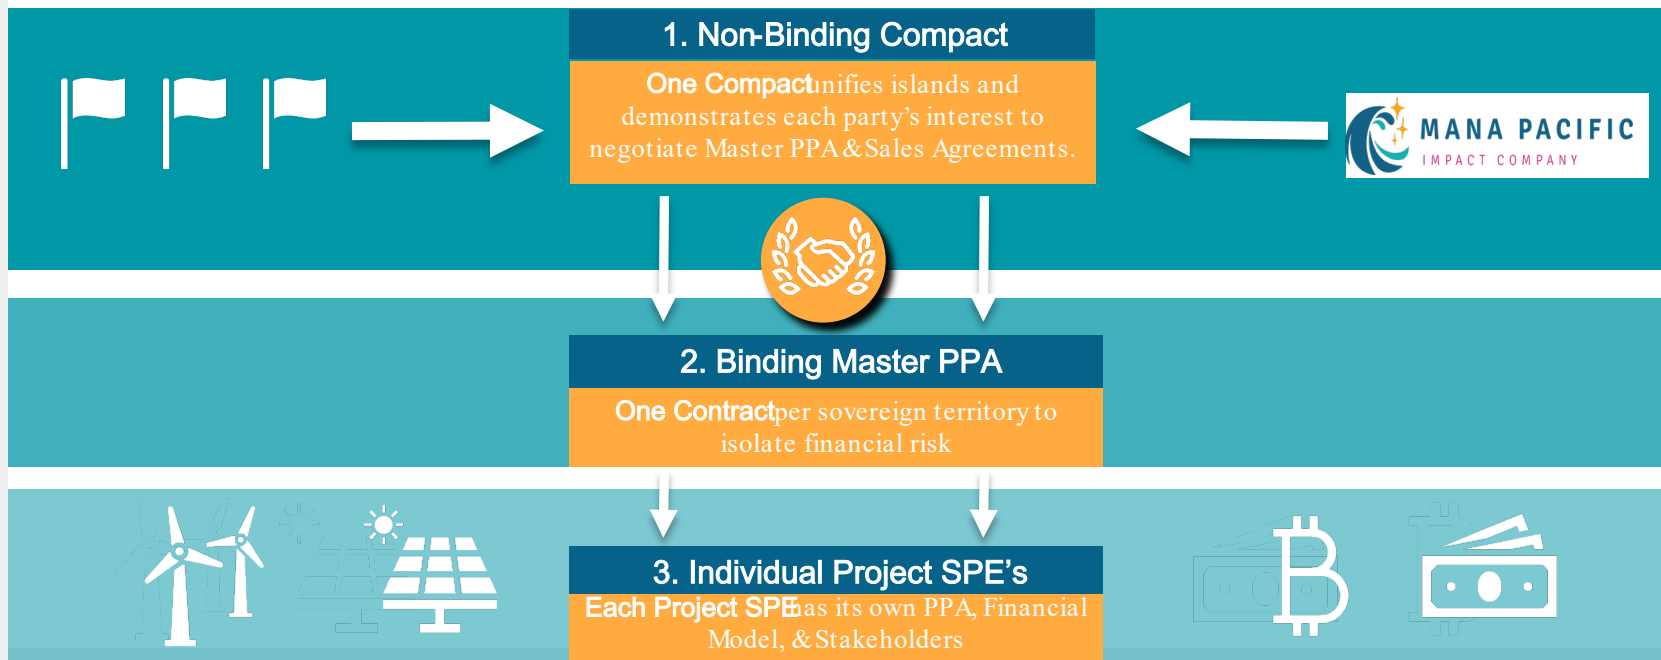 1. Non-Binding Compact
One Compact unifies islands and
demonstrates each party’s interest to
negotiate Master PPA & Sales Agreements.
MANA PACIFIC
IMPACT COMPANY
2. Binding Master PPA
One Contract per sovereign territory to
isolate financial risk
3. Individual Project SPE’s
Each Project SPE has its own PPA, Financial
Model, & Stakeholders